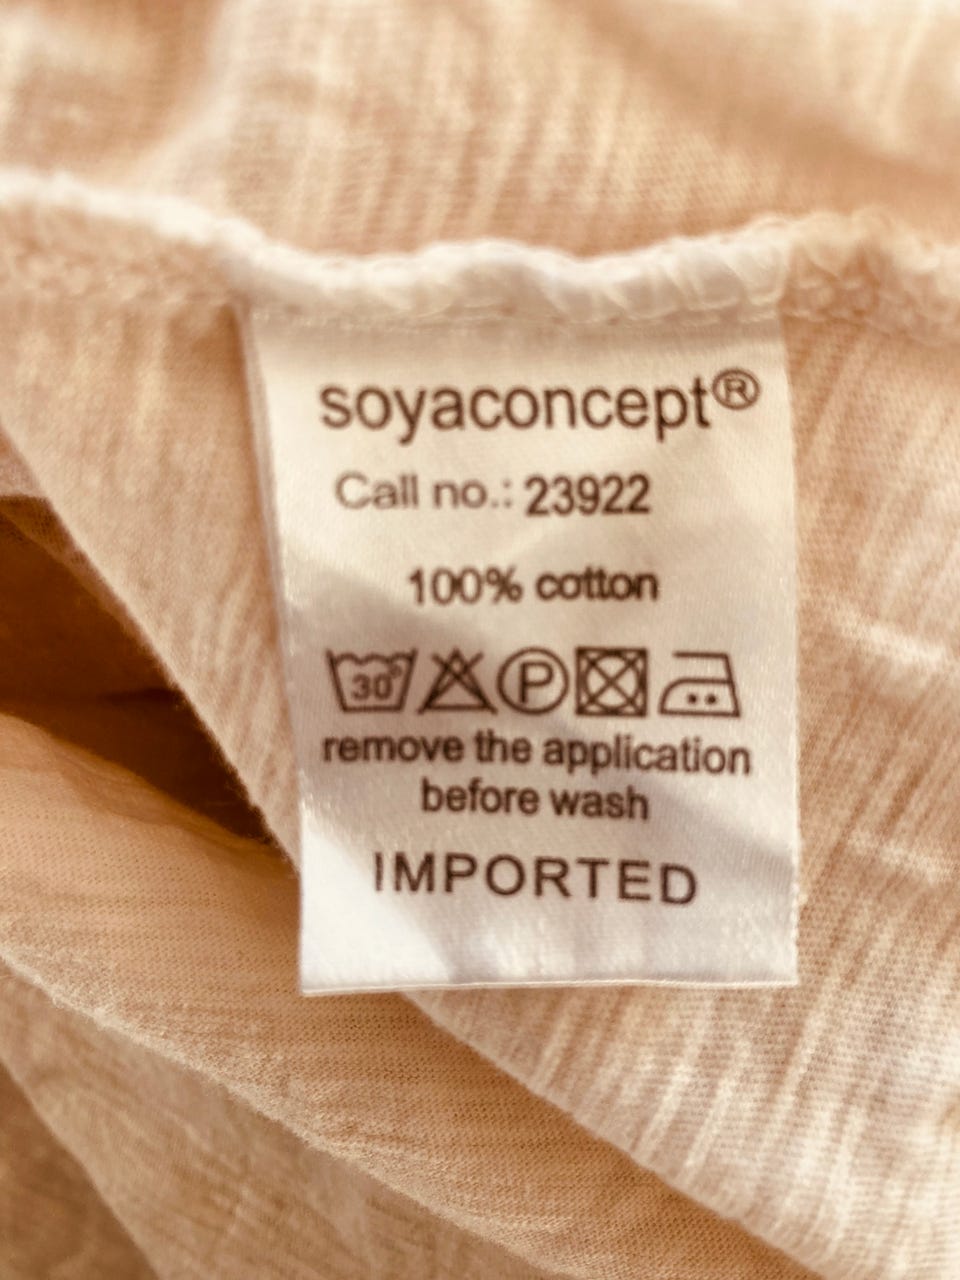 soyaconcept®
Call no.: 23922
100% cotton
30° P
remove the application
before wash
IMPORTED